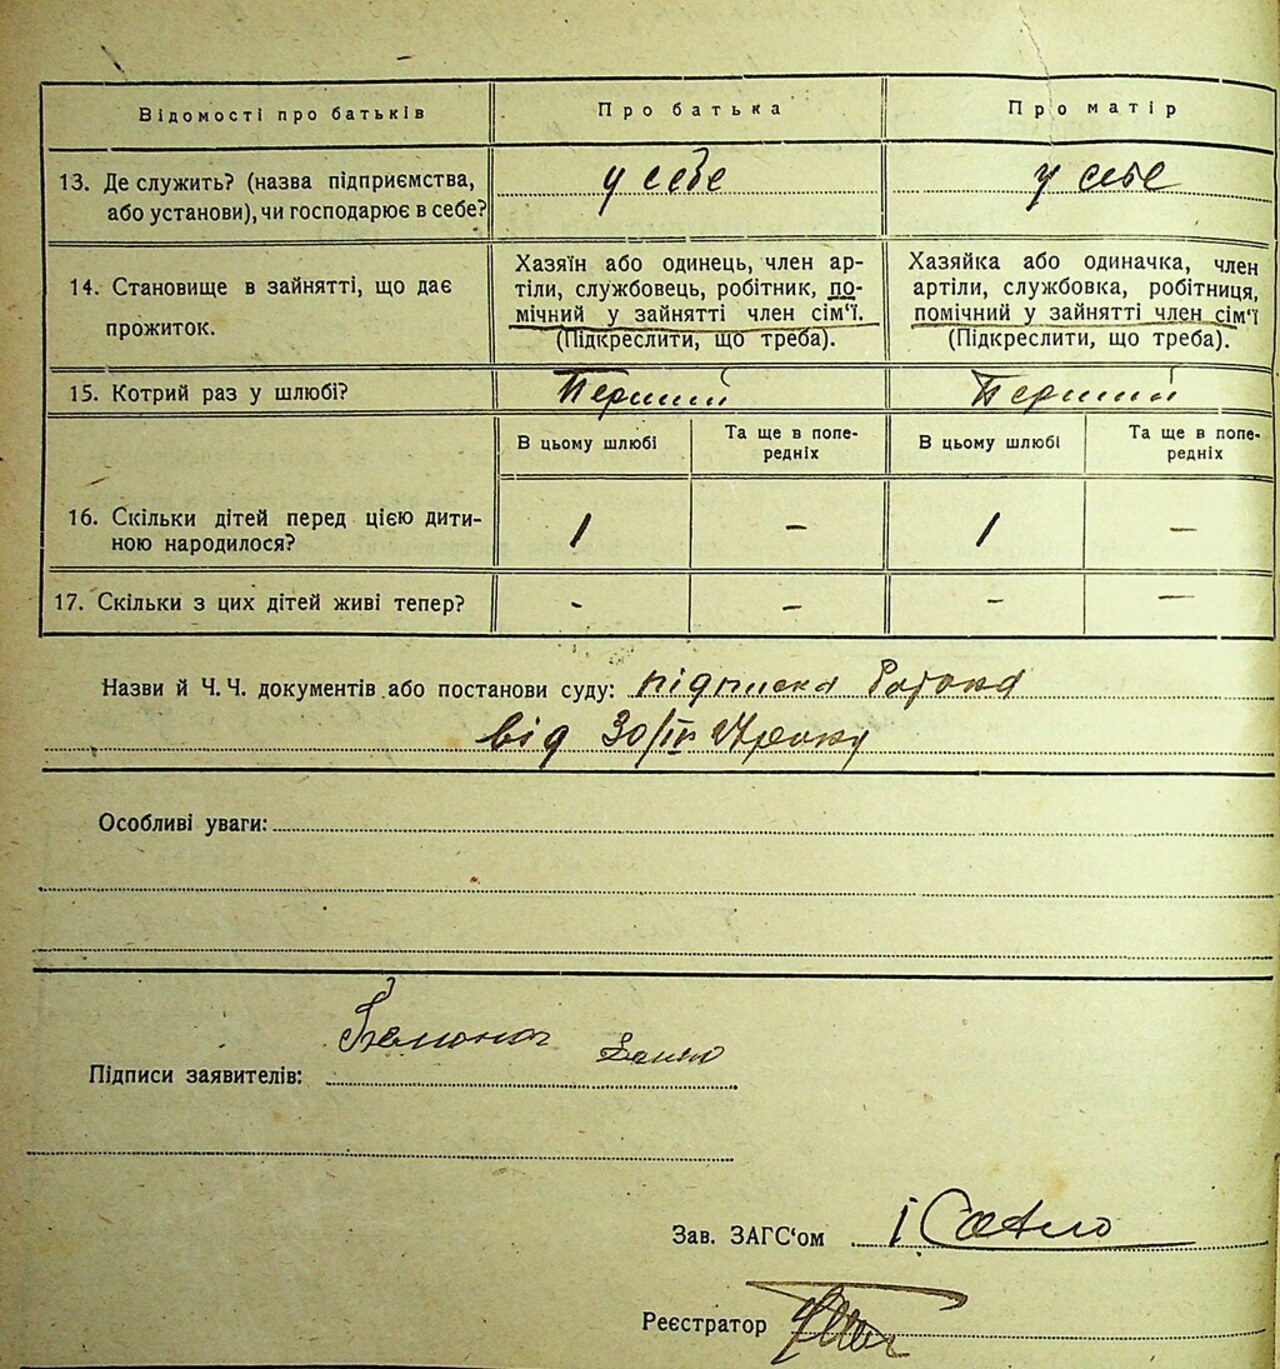 Відомості про батьків
Про батька
Про матір
13. Де служить? (назва підприємства,
або установи), чи господарює в себе?
у себе
у себе
14. Становище в зайнятті, що дає
прожиток.
Хазяїн або одинець, член ар-
тіли, службовець, робітник, по-
мічний у зайнятті член сім'ї.
(Підкреслити, що треба).
Хазяйка або одиначка, член
артіли, службовка, робітниця,
помічний у зайнятті член сім'ї
(Підкреслити, що треба).
15. Котрий раз у шлюбі?
Перший
Перший
В цьому шлюбі
Та ще в попе-
редніх
В цьому шлюбі
Та ще в попе-
редніх
16. Скільки дітей перед цією дити-
ною народилося?
1
–
1
–
17. Скільки з цих дітей живі тепер?
-
–
–
–
Назви й Ч. Ч. документів або постанови суду: підписка
від 30/IV
Особливі уваги:
Підписи заявителів:
Зав. ЗАГС'ом
Реєстратор